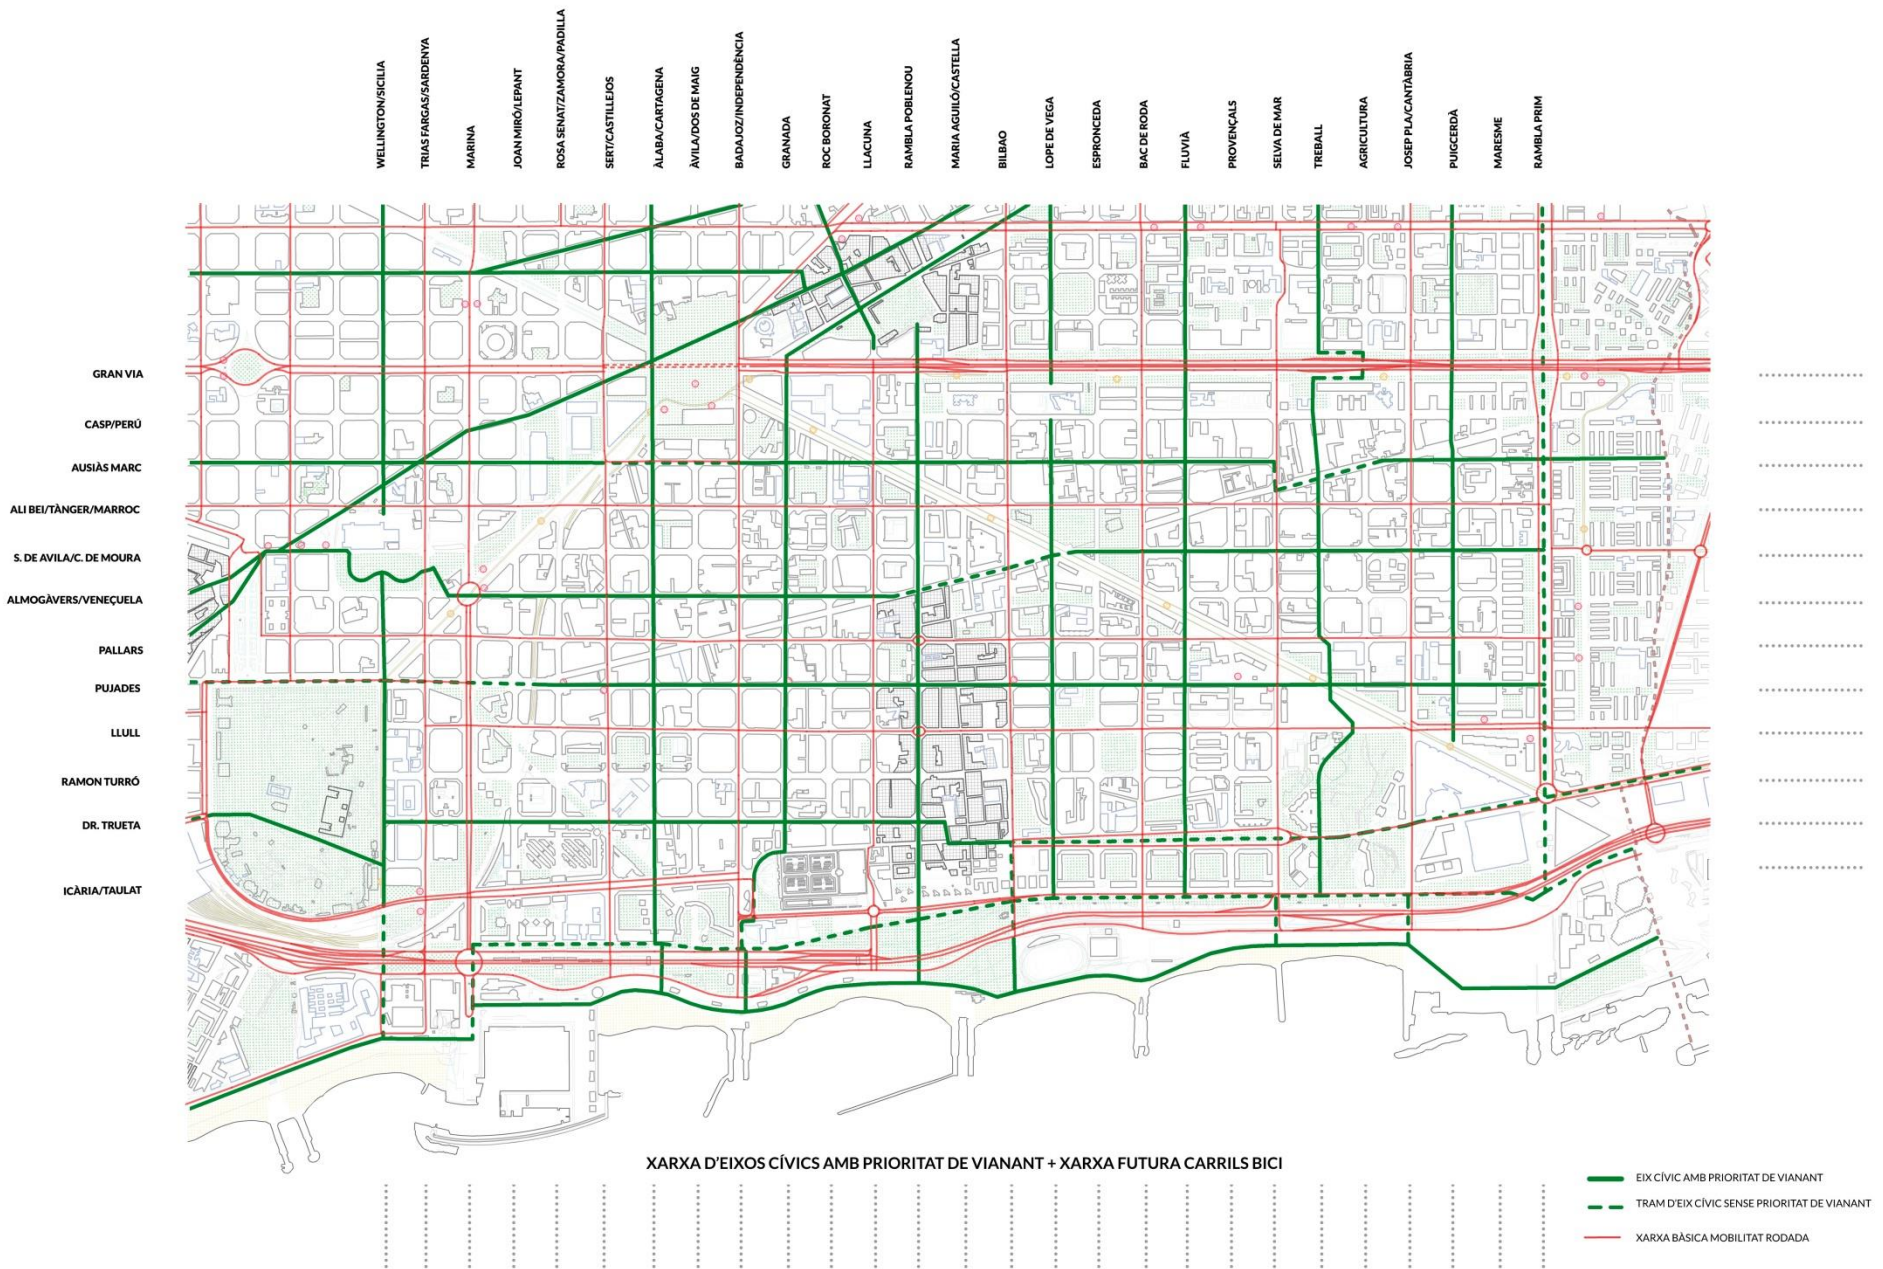 WELLINGTON/SICILIA
TRIAS FARGAS/SARDENYA
MARINA
JOAN MIRÓ/LEPANT
ROSA SENAT/ZAMORA/PADILLA
SERT/CASTILLEJOS
ÀLABA/CARTAGENA
ÀVILA/DOS DE MAIG
BADAJOZ/INDEPENDÈNCIA
GRANADA
ROC BORONAT
LLACUNA
RAMBLA POBLENOU
MARIA AGUILÓ/CASTELLA
BILBAO
LOPE DE VEGA
ESPRONCEDA
BAC DE RODA
FLUVIÀ
PROVENÇALS
SELVA DE MAR
TREBALL
AGRICULTURA
JOSEP PLA/CANTÀBRIA
PUIGCERDÀ
MARESME
RAMBLA PRIM
GRAN VIA
CASP/PERÚ
AUSIÀS MARC
ALI BEI/TÀNGER/MARROC
S. DE AVILA/C. DE MOURA
ALMOGÀVERS/VENEÇUELA
PALLARS
PUJADES
LLULL
RAMON TURRÓ
DR. TRUETA
ICÀRIA/TAULAT
XARXA D'EIXOS CÍVICS AMB PRIORITAT DE VIANANT + XARXA FUTURA CARRILS BICI
EIX CÍVIC AMB PRIORITAT DE VIANANT
TRAM D'EIX CÍVIC SENSE PRIORITAT DE VIANANT
XARXA BÀSICA MOBILITAT RODADA